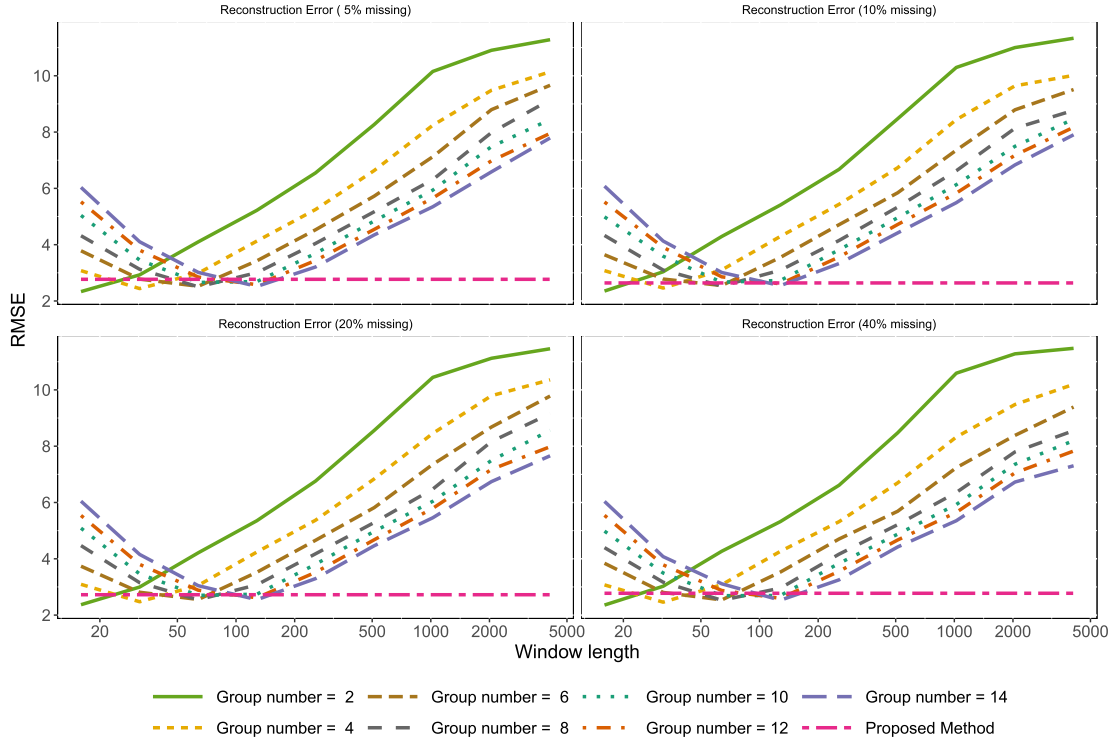 Reconstruction Error ( 5% missing)
Reconstruction Error (10% missing)
10
8
6
4
2
RMSE
Reconstruction Error (20% missing)
Reconstruction Error (40% missing)
10
8
6
4
2
20 50 100 200 500 1000 2000 5000
20 50 100 200 500 1000 2000 5000
Window length
Group number = 2
Group number = 6
Group number = 10
Group number = 14
Group number = 4
Group number = 8
Group number = 12
Proposed Method